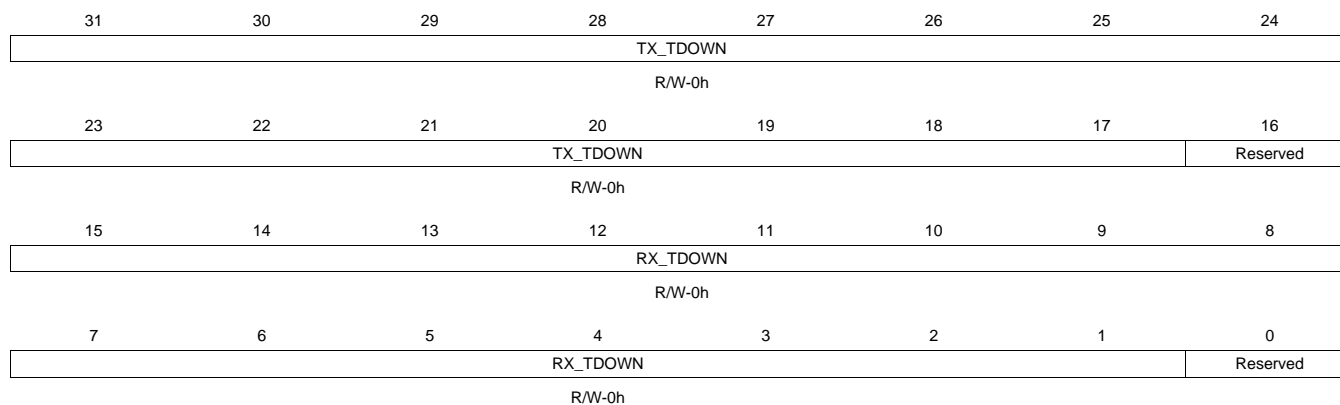 31 30 29 28 27 26 25 24
TX_TDOWN
R/W-0h
23 22 21 20 19 18 17 16
TX_TDOWN Reserved
R/W-0h
15 14 13 12 11 10 9 8
RX_TDOWN
R/W-0h
7 6 5 4 3 2 1 0
RX_TDOWN Reserved
R/W-0h